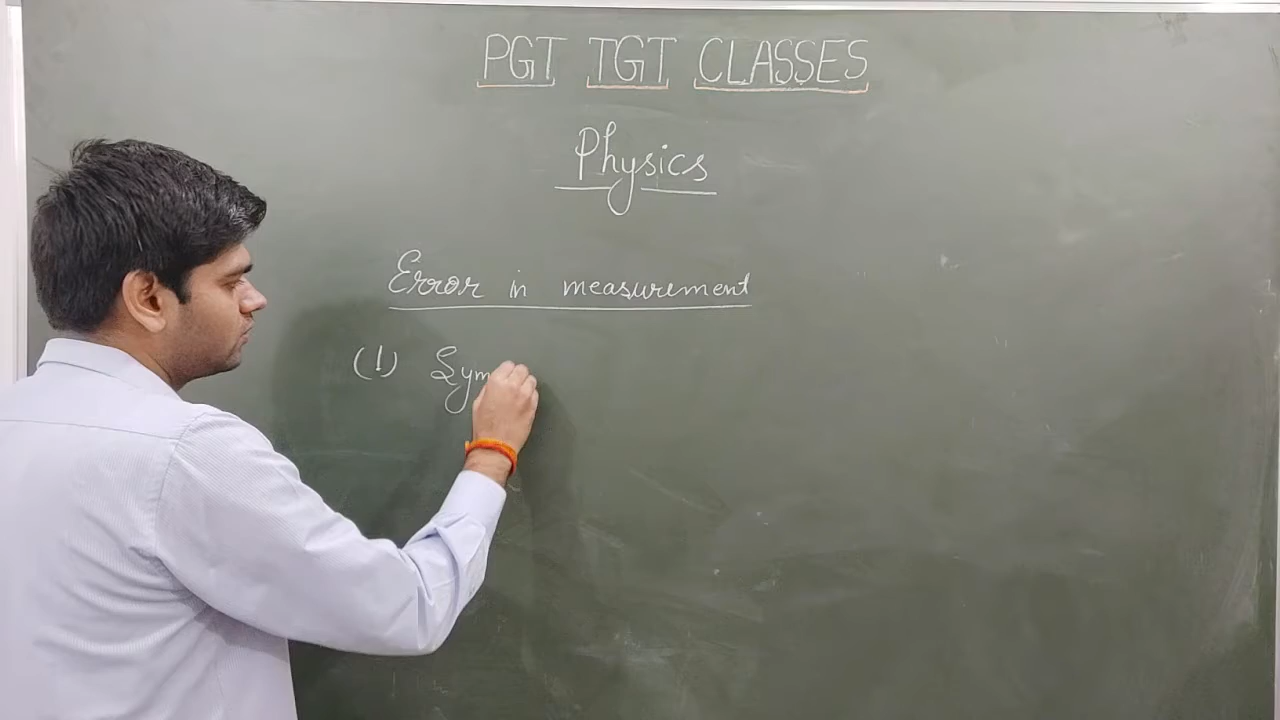 PGT TGT CLASSES
Physics
Error in measurement
(1) Sym